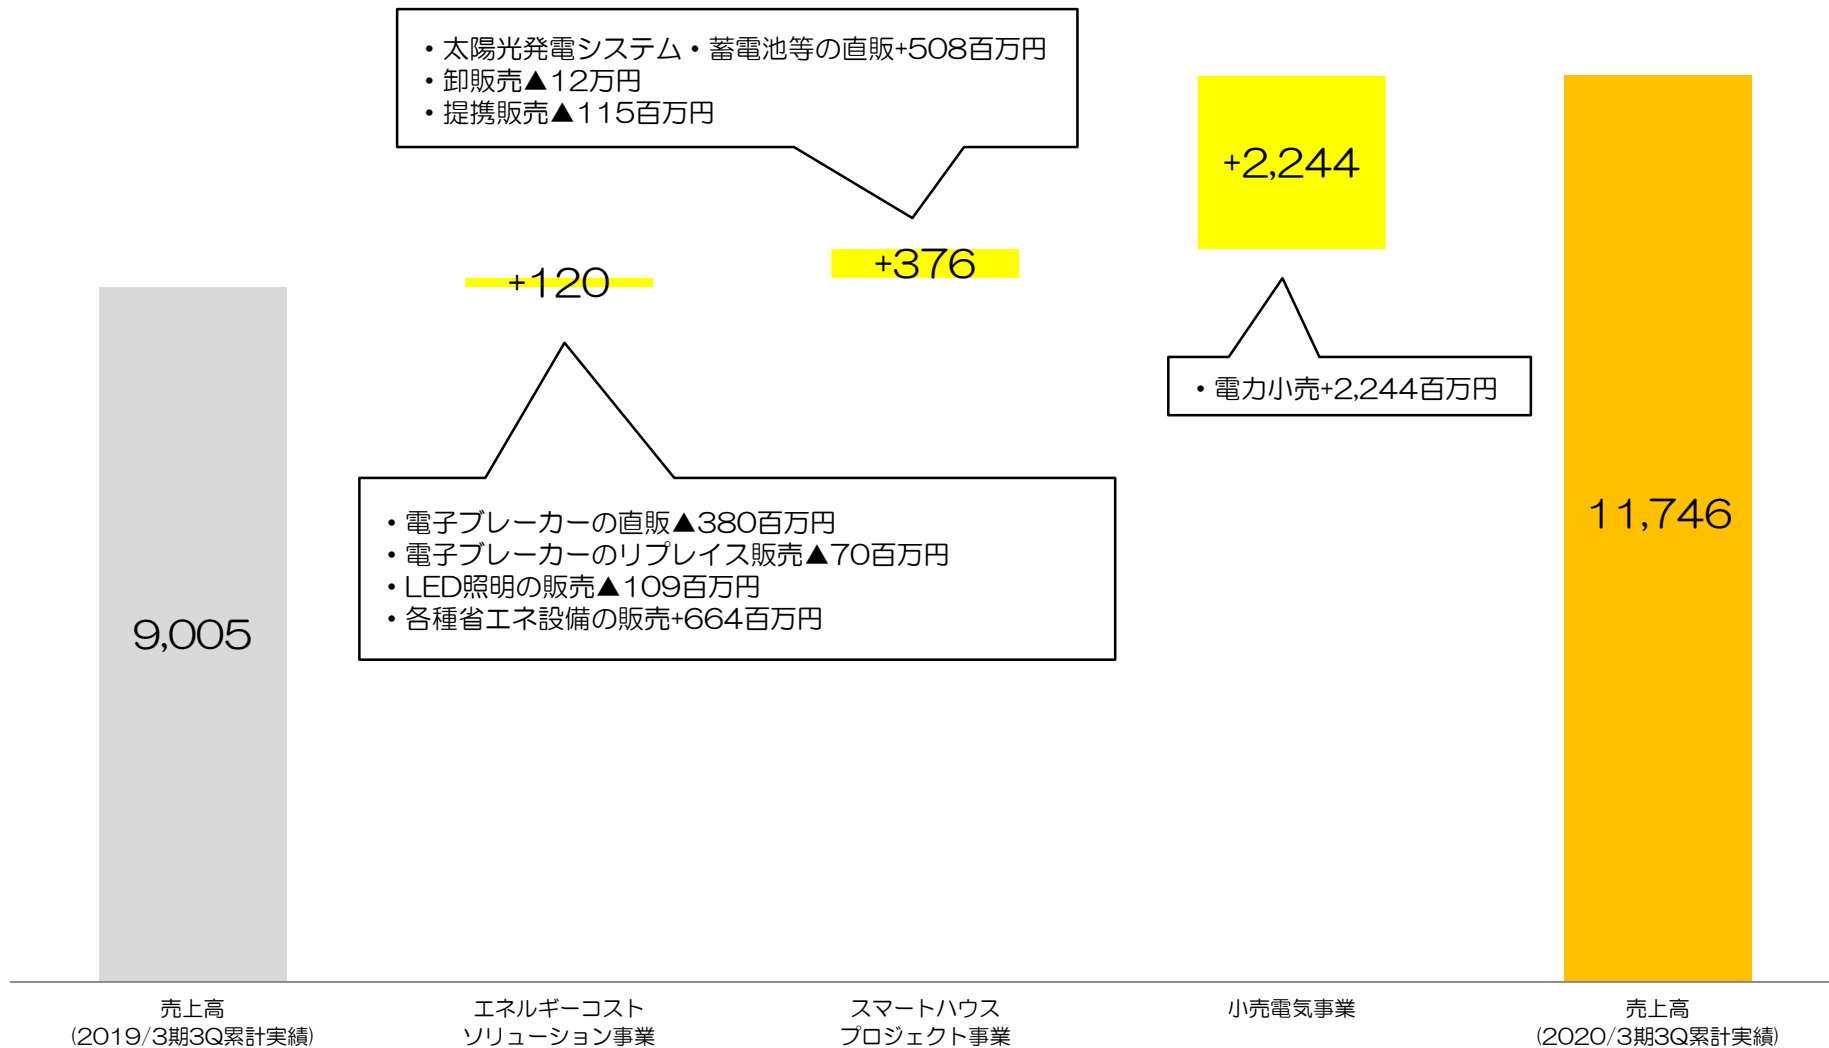 ・太陽光発電システム・蓄電池等の直販+508百万円
・卸販売▲12万円
・提携販売▲115百万円
+2,244
+376
+120
・電力小売+2,244百万円
・電子ブレーカーの直販▲380百万円
・電子ブレーカーのリプレイス販売▲70百万円
・LED照明の販売▲109百万円
・各種省エネ設備の販売+664百万円
11,746
9,005
売上高
(2019/3期3Q累計実績)
エネルギーコスト
ソリューション事業
スマートハウス
プロジェクト事業
小売電気事業
売上高
(2020/3期3Q累計実績)